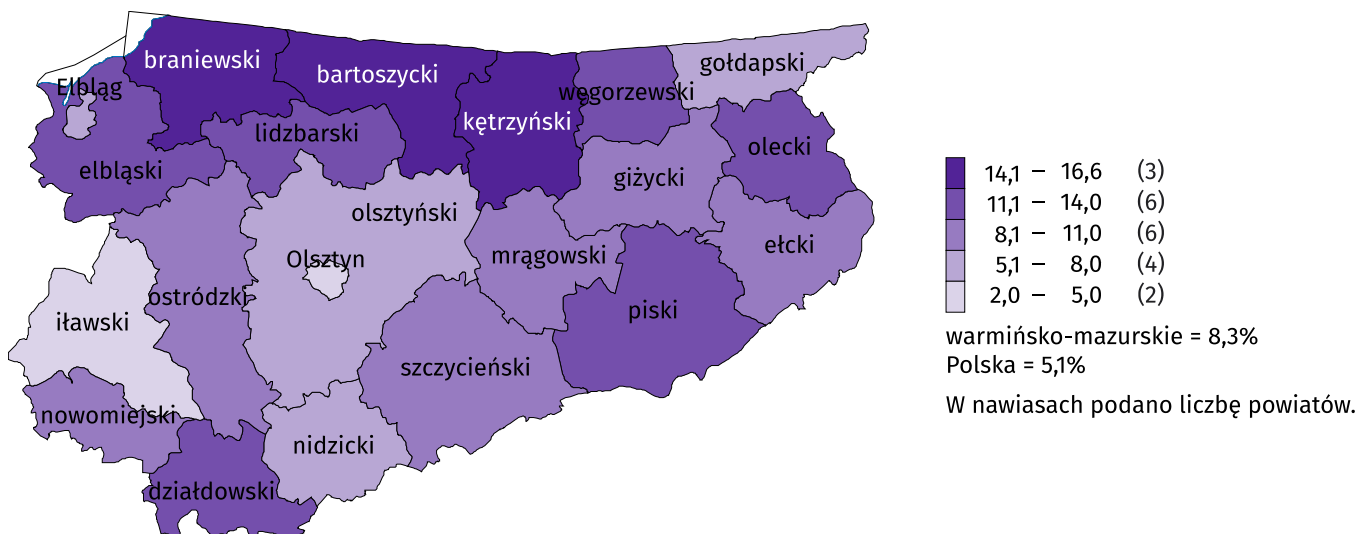 braniewski
bartoszycki
gołdapski
Elbląg
węgorzewski
kętrzyński
lidzbarski
olecki
elbląski
giżycki
olsztyński
ełcki
mrągowski
Olsztyn
ostródzki
piski
iławski
szczycieński
nowomiejski
nidzicki
działdowski
14,1 – 16,6 (3)
11,1 – 14,0 (6)
8,1 – 11,0 (6)
5,1 – 8,0 (4)
2,0 – 5,0 (2)
warmińsko-mazurskie = 8,3%
Polska = 5,1%
W nawiasach podano liczbę powiatów.